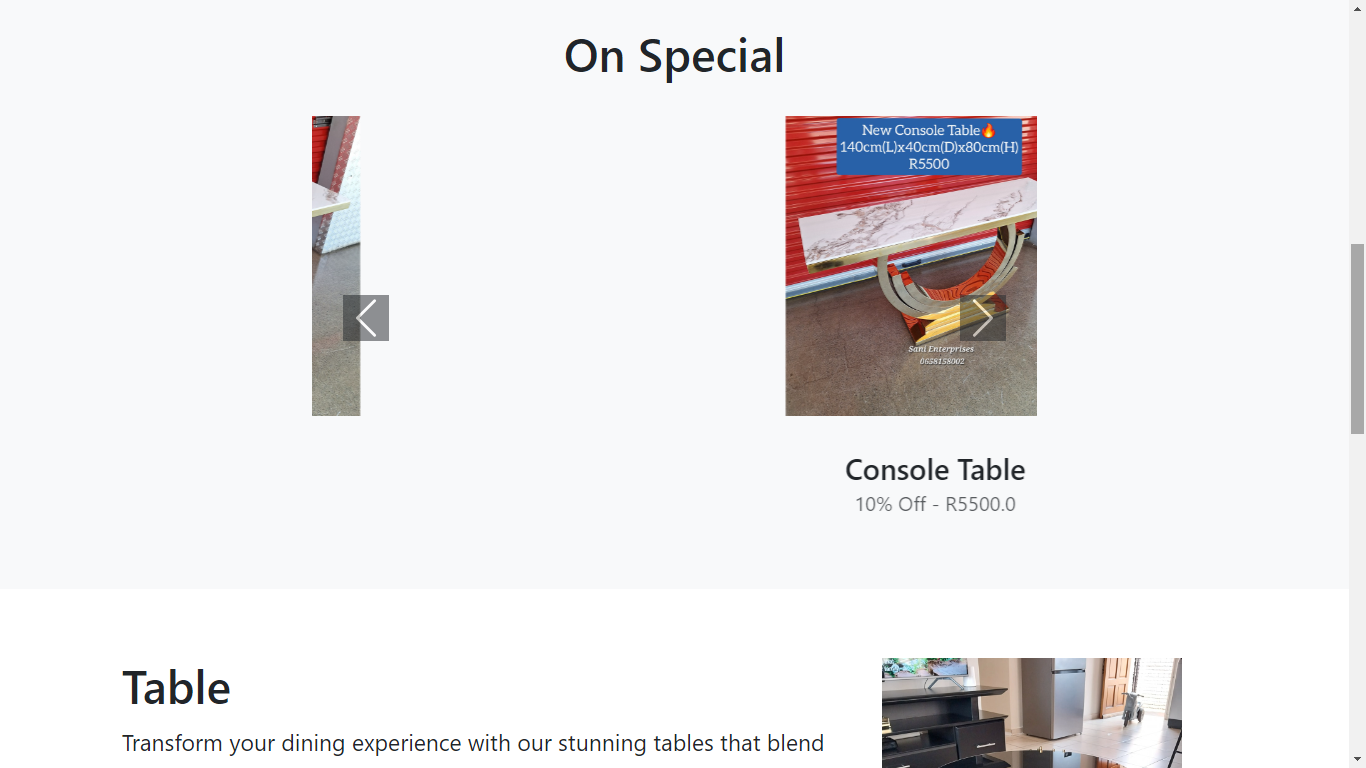 On Special
New Console Table🔥
140cm(L)x40cm(D)x80cm(H)
R5500
Sani Enterprises
0658158002
Console Table
10% Off - R5500.0
Table
Transform your dining experience with our stunning tables that blend